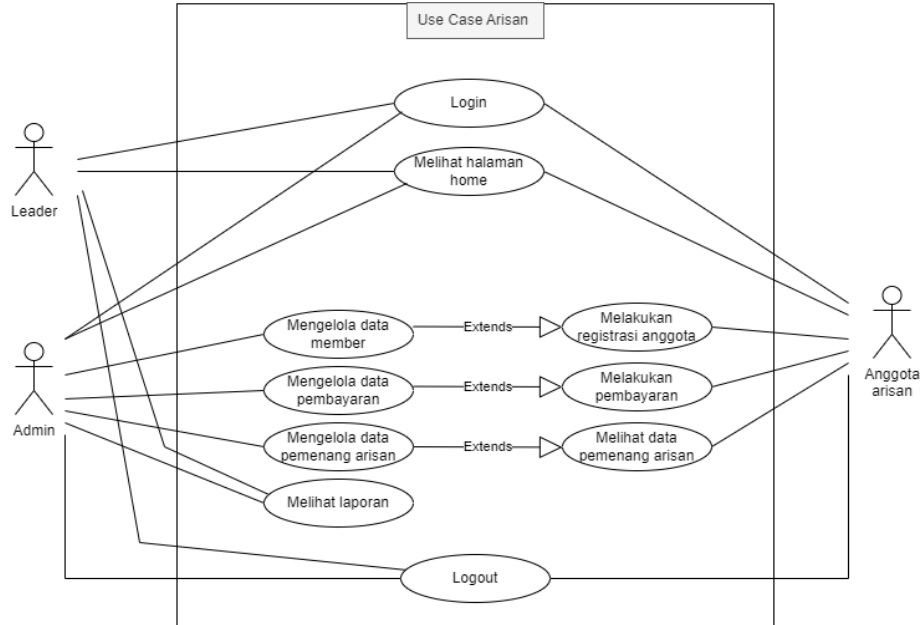 Use Case Arisan
Login
Melihat halaman
home
Leader
Mengelola data
member
Extends
Melakukan
registrasi anggota
Mengelola data
pembayaran
Extends
Melakukan
pembayaran
Admin
Anggota
arisan
Mengelola data
pemenang arisan
Extends
Melihat data
pemenang arisan
Melihat laporan
Logout